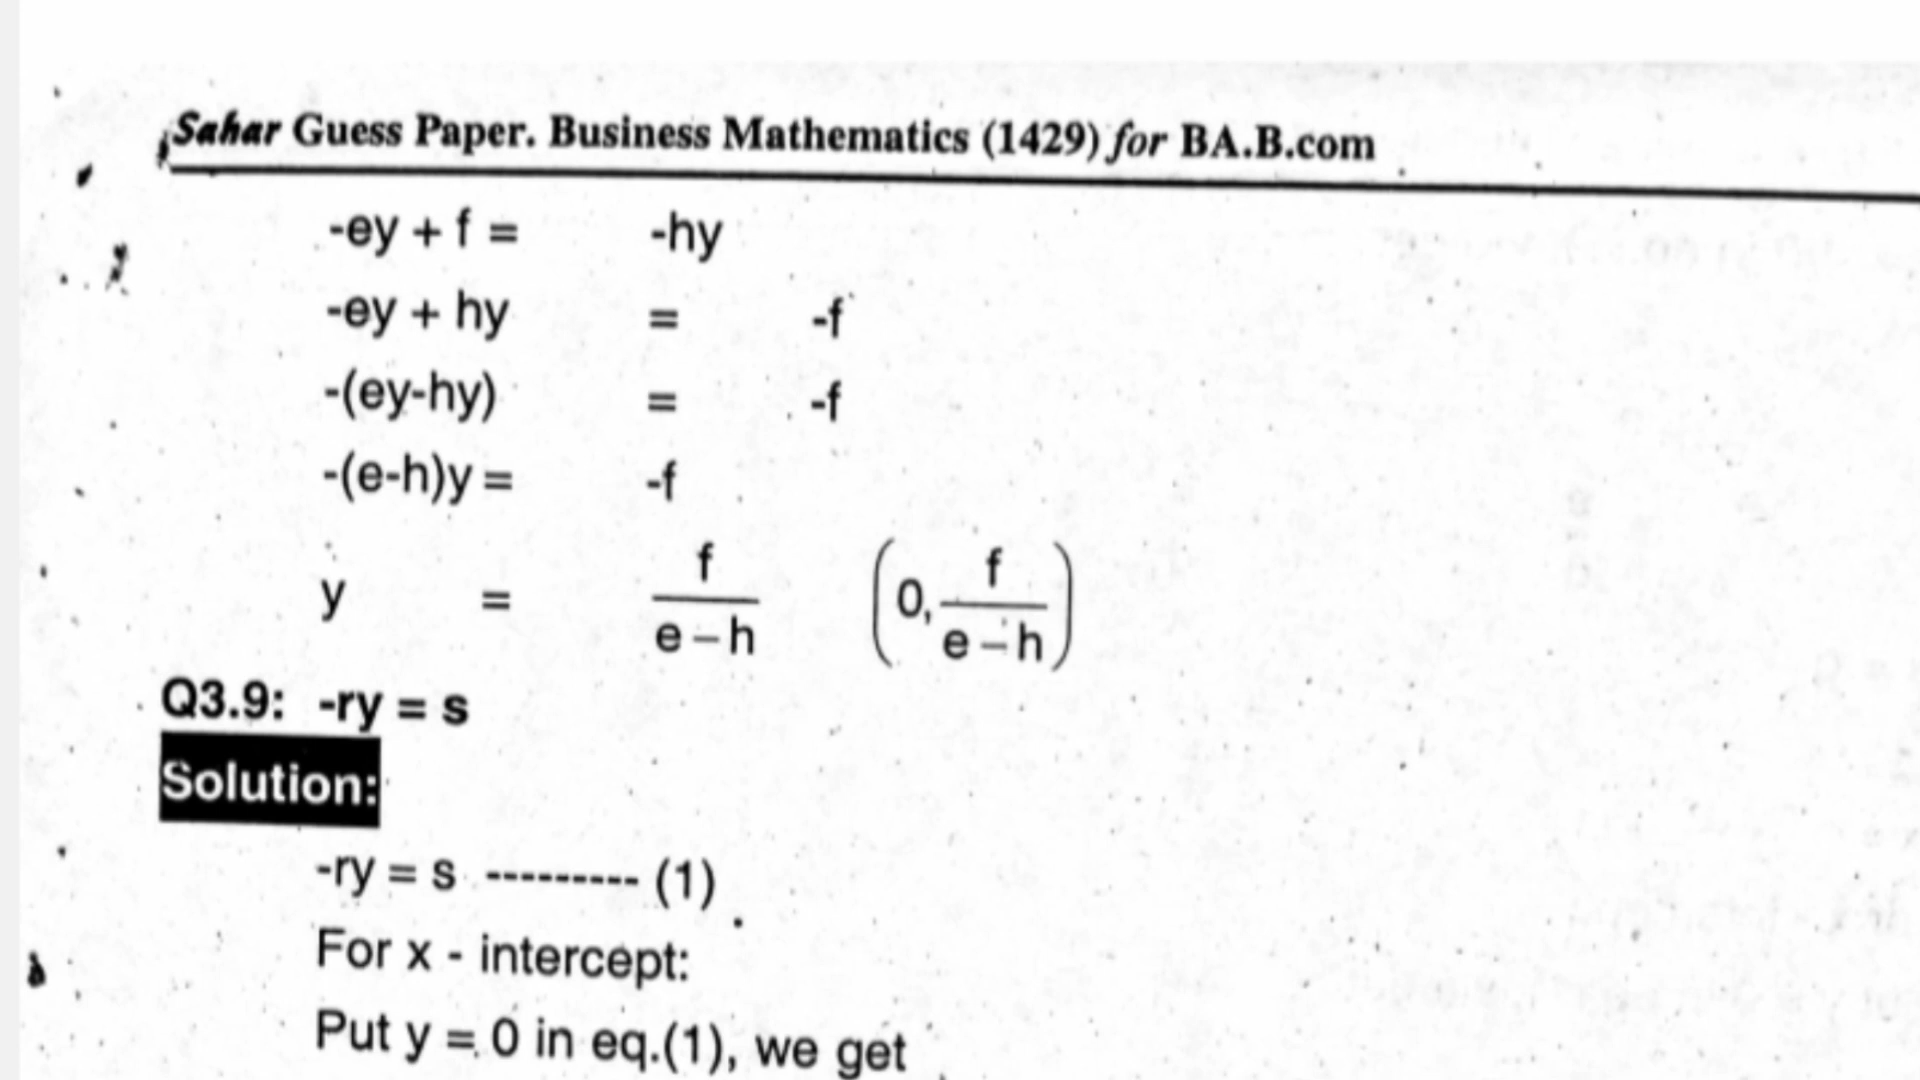 Sahar Guess Paper. Business Mathematics (1429) for BA.B.com
-ey + f = -hy
-ey + hy = -f
-(ey-hy) = -f
-(e-h)y = -f
y = f / (e – h) (0, f / (e – h))
Q3.9: -ry = s
Solution:
-ry = s --------- (1)
For x - intercept:
Put y = 0 in eq.(1), we get